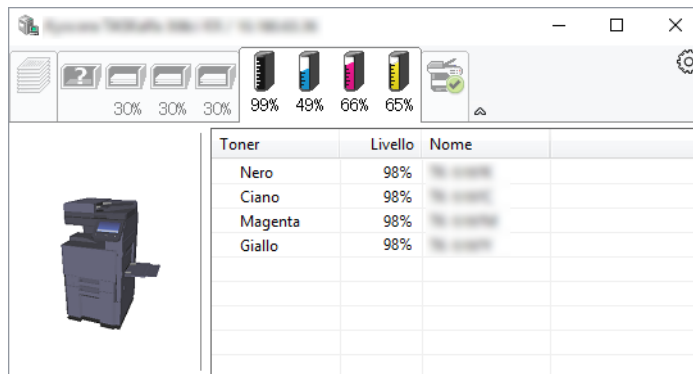 30% 30% 30% 99% 49% 66% 65%
Toner Livello Nome
Nero 98%
Ciano 98%
Magenta 98%
Giallo 98%